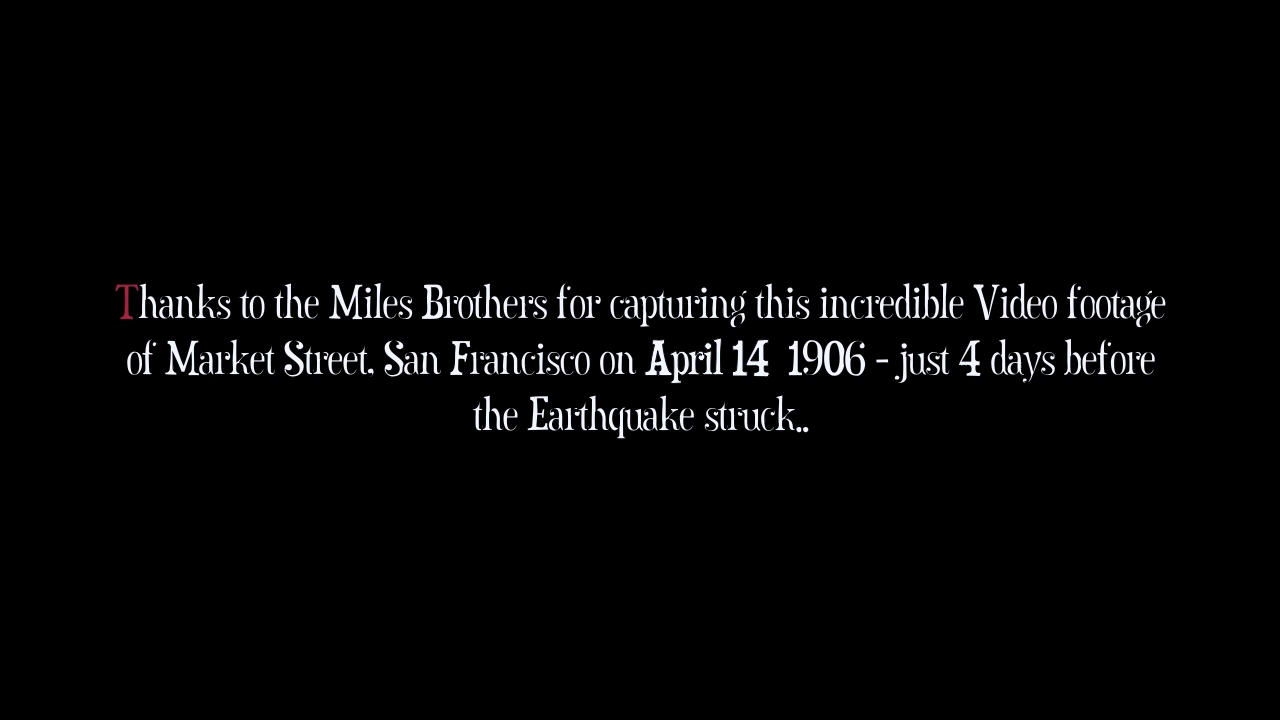 Thanks to the Miles Brothers for capturing this incredible Video footage
of Market Street, San Francisco on April 14 1906 - just 4 days before
the Earthquake struck..